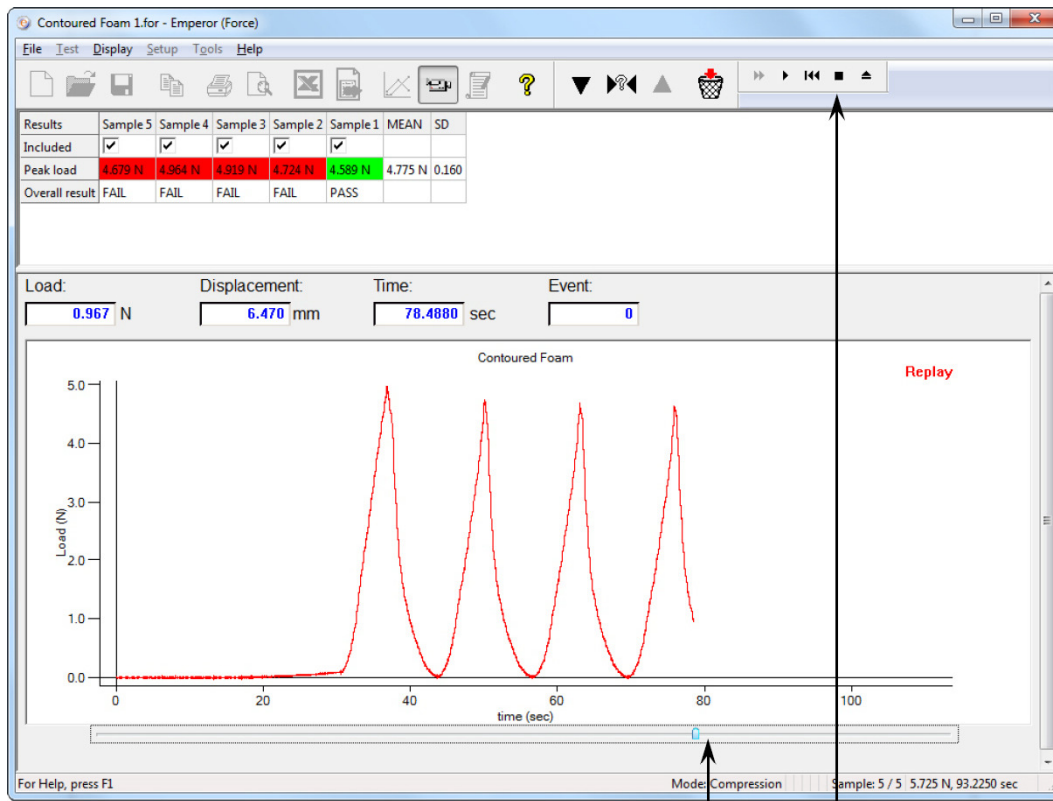 Contoured Foam 1.for - Emperor (Force)
File Test Display Setup Tools Help
Results Sample 5 Sample 4 Sample 3 Sample 2 Sample 1 MEAN SD
Included
Peak load 4.679 N 4.964 N 4.919 N 4.724 N 4.589 N 4.775 N 0.160
Overall result FAIL FAIL FAIL FAIL PASS
Load: Displacement: Time: Event:
0.967 N 6.470 mm 78.4880 sec 0
Contoured Foam
Replay
5.0
4.0
3.0
2.0
1.0
0.0
Load (N)
0 20 40 60 80 100
time (sec)
For Help, press F1 Mode: Compression Sample: 5 / 5 5.725 N, 93.2250 sec